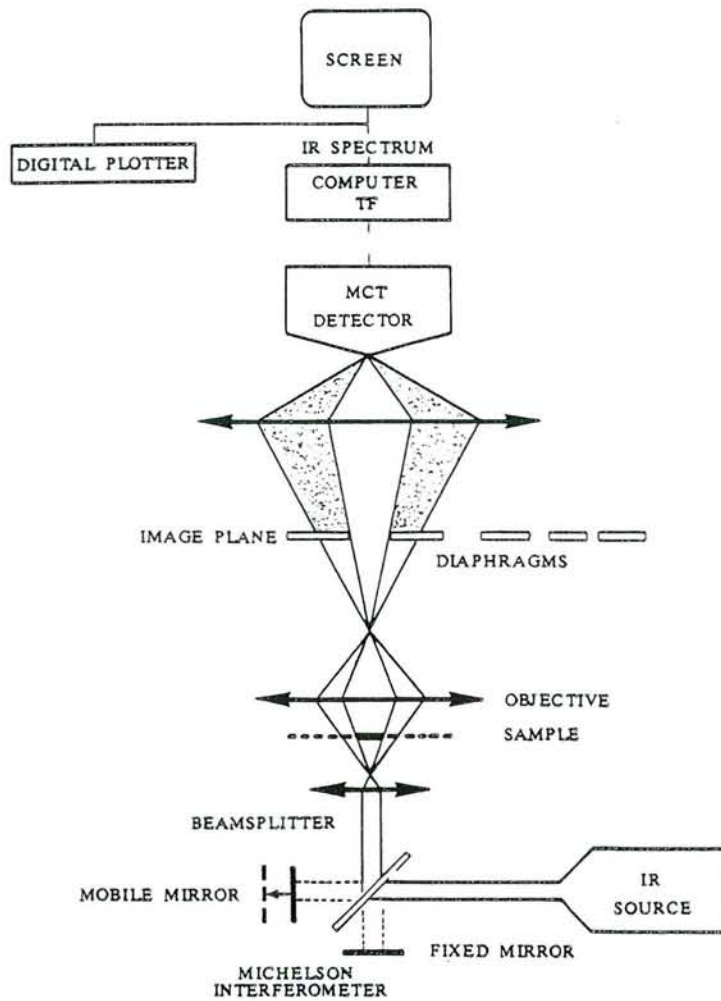 SCREEN
DIGITAL PLOTTER
IR SPECTRUM
COMPUTER
TF
MCT
DETECTOR
IMAGE PLANE
DIAPHRAGMS
OBJECTIVE
SAMPLE
BEAMSPLITTER
MOBILE MIRROR
IR
SOURCE
FIXED MIRROR
MICHELSON
INTERFEROMETER